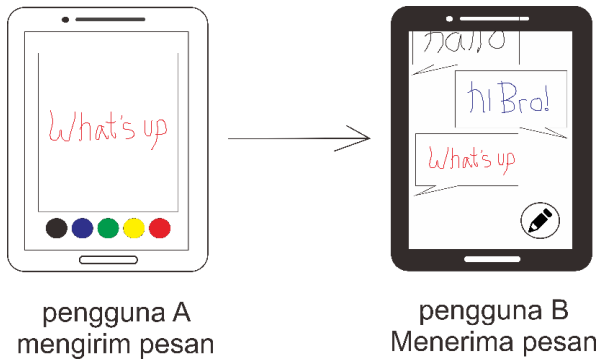 What's up
hallo
hI Bro!
What's up
pengguna A
mengirim pesan
pengguna B
Menerima pesan